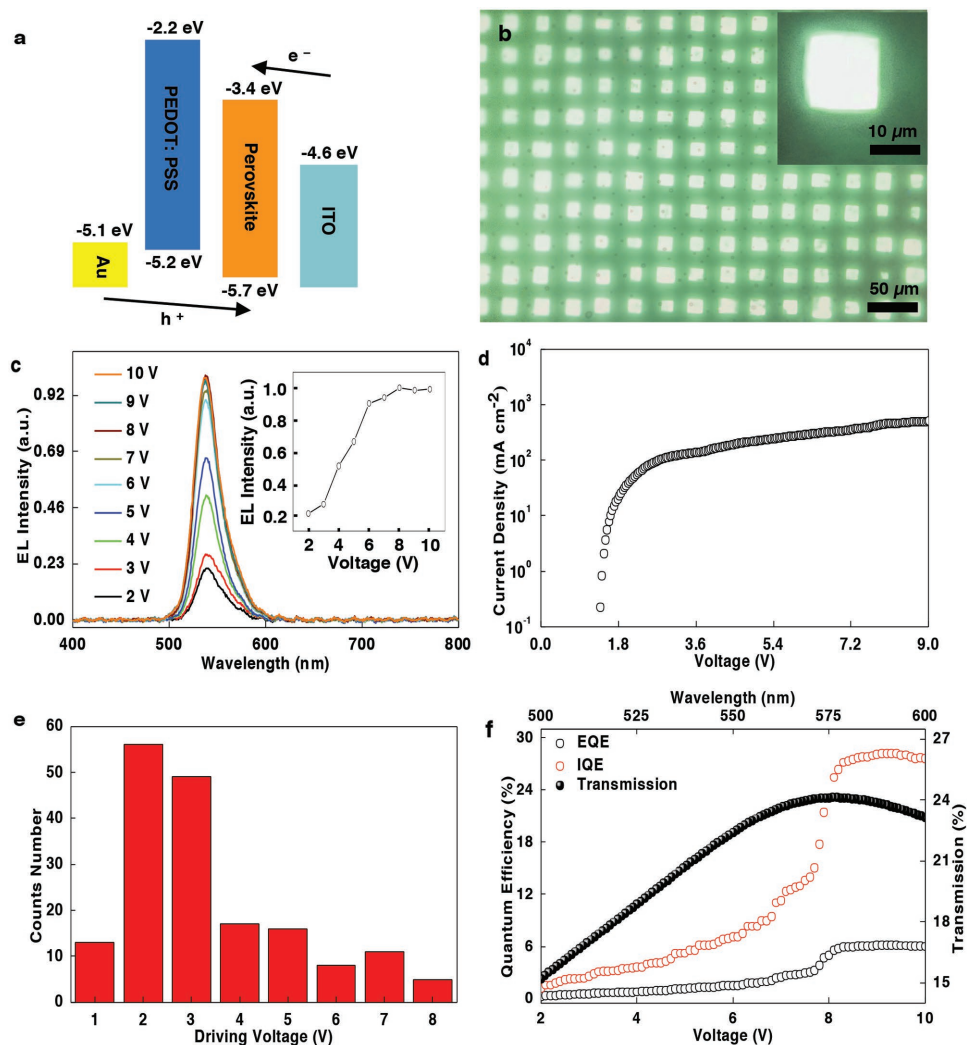 a
-2.2 eV
PEDOT: PSS
-5.2 eV
e⁻
-3.4 eV
Perovskite
-5.7 eV
-4.6 eV
ITO
-5.1 eV
Au
h⁺
b
10 µm
50 µm
c
EL Intensity (a.u.)
0.92
0.69
0.46
0.23
0.00
10 V
9 V
8 V
7 V
6 V
5 V
4 V
3 V
2 V
EL Intensity (a.u.)
1.0
0.8
0.6
0.4
0.2
2 4 6 8 10
Voltage (V)
400 500 600 700 800
Wavelength (nm)
d
Current Density (mA cm⁻²)
10⁴
10³
10²
10¹
10⁰
10⁻¹
0.0 1.8 3.6 5.4 7.2 9.0
Voltage (V)
e
Counts Number
60
50
40
30
20
10
0
1 2 3 4 5 6 7 8
Driving Voltage (V)
Wavelength (nm)
500 525 550 575 600
f
Quantum Efficiency (%)
30
24
18
12
6
0
EQE
IQE
Transmission
27
24
21
18
15
Transmission (%)
2 4 6 8 10
Voltage (V)